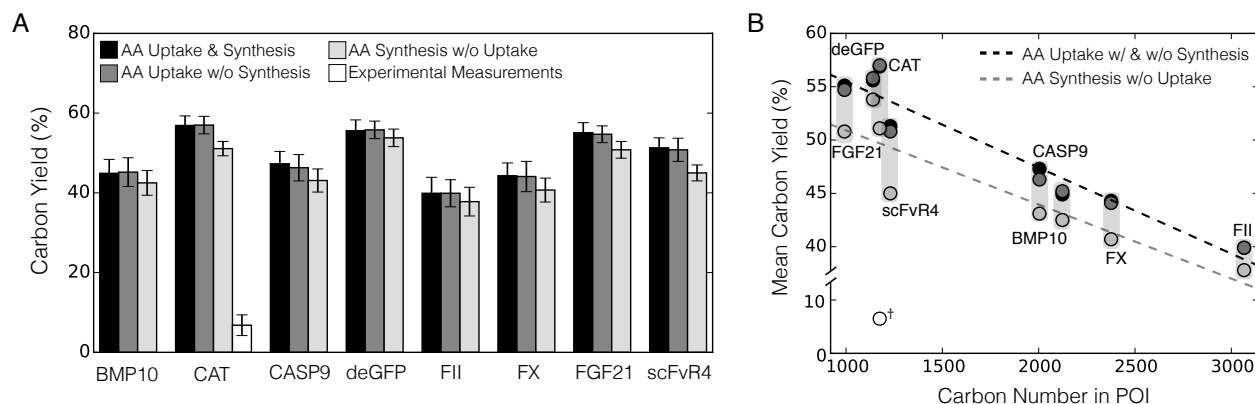 A
80
60
40
20
0
Carbon Yield (%)
AA Uptake & Synthesis
AA Uptake w/o Synthesis
AA Synthesis w/o Uptake
Experimental Measurements
BMP10 CAT CASP9 deGFP FII FX FGF21 scFvR4
B
60
55
50
45
40
10
0
Mean Carbon Yield (%)
AA Uptake w/ & w/o Synthesis
AA Synthesis w/o Uptake
deGFP
CAT
FGF21
scFvR4
CASP9
BMP10
FX
FII
†
1000 1500 2000 2500 3000
Carbon Number in POI